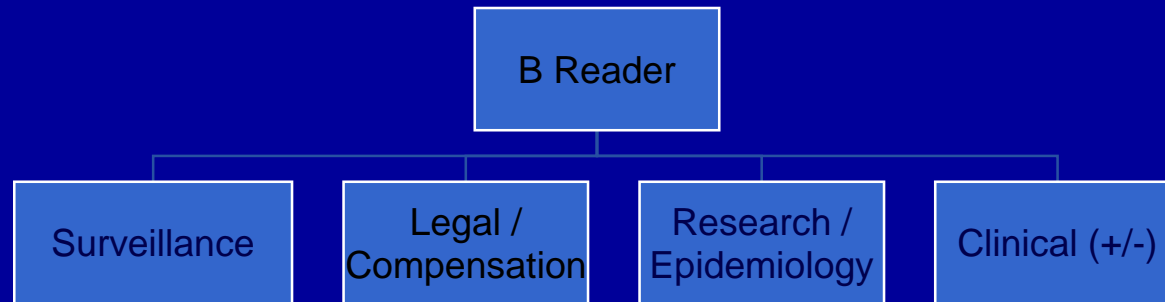 B Reader
Surveillance
Legal /
Compensation
Research /
Epidemiology
Clinical (+/-)